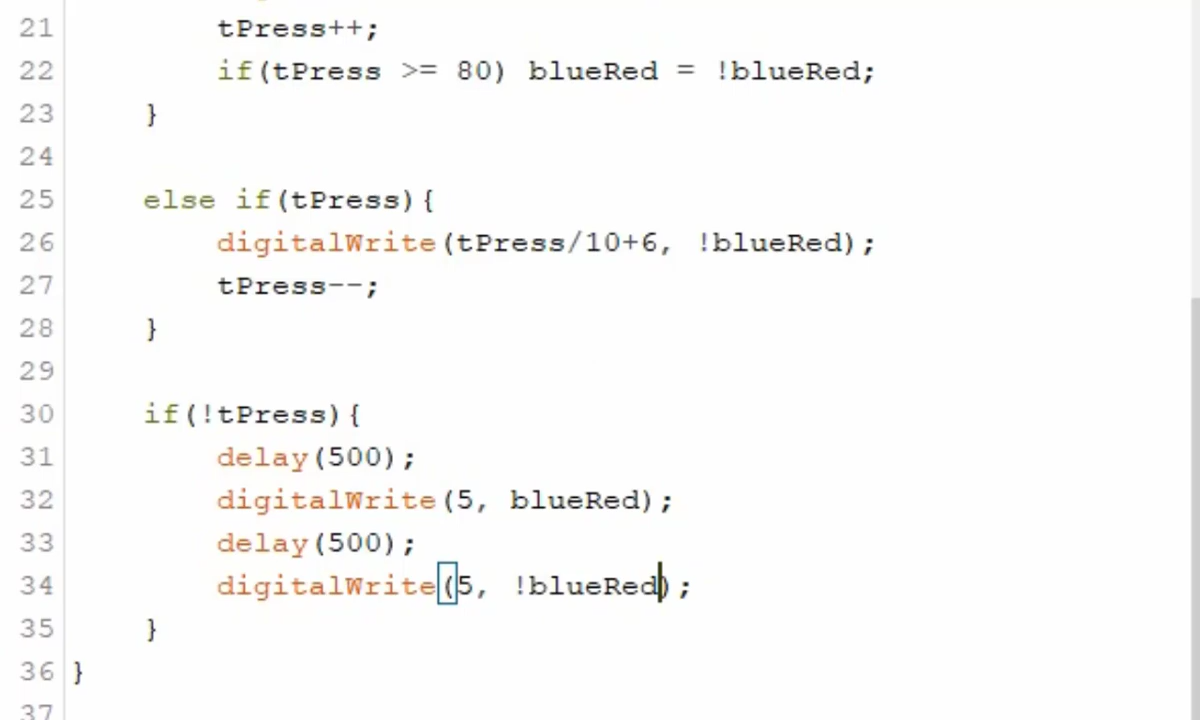 21 tPress++;
22 if(tPress >= 80) blueRed = !blueRed;
23 }
24
25 else if(tPress){
26 digitalWrite(tPress/10+6, !blueRed);
27 tPress--;
28 }
29
30 if(!tPress){
31 delay(500);
32 digitalWrite(5, blueRed);
33 delay(500);
34 digitalWrite(5, !blueRed);
35 }
36 }
37